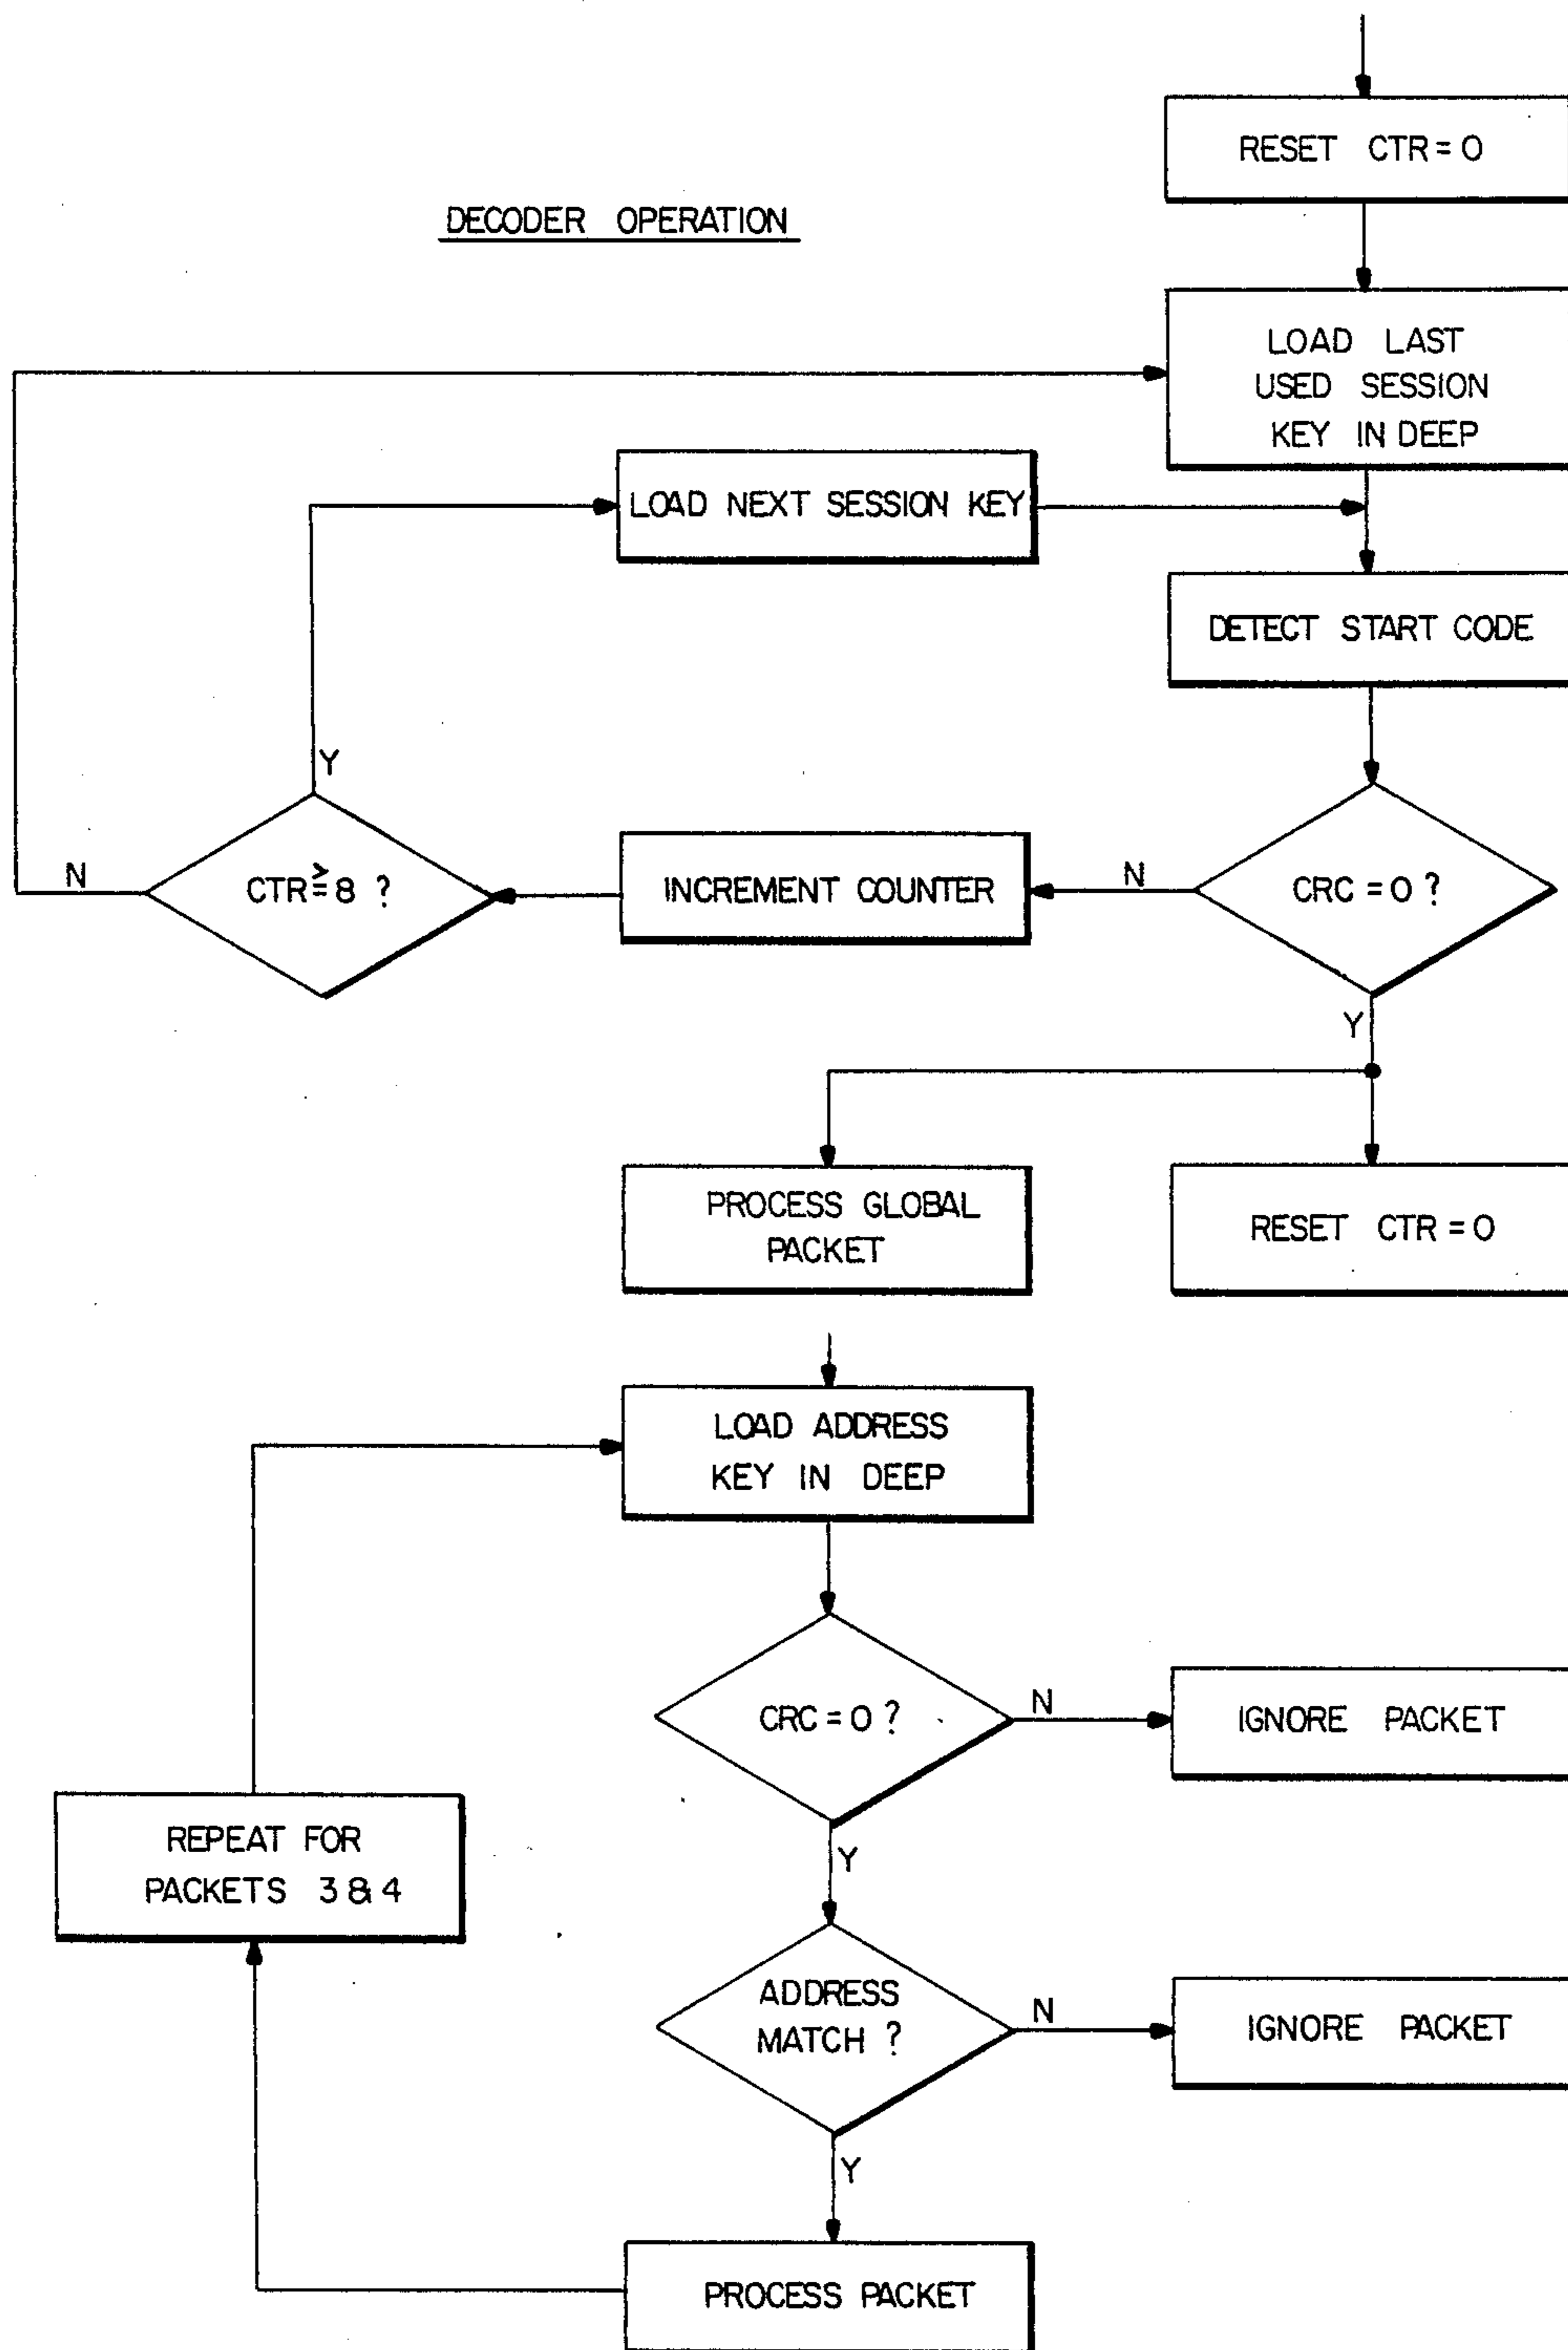 DECODER OPERATION
RESET CTR = 0
LOAD LAST
USED SESSION
KEY IN DEEP
LOAD NEXT SESSION KEY
DETECT START CODE
Y
N
CTR ≥ 8 ?
INCREMENT COUNTER
N
CRC = 0 ?
Y
PROCESS GLOBAL
PACKET
RESET CTR = 0
LOAD ADDRESS
KEY IN DEEP
CRC = 0 ?
N
IGNORE PACKET
REPEAT FOR
PACKETS 3 & 4
Y
ADDRESS
MATCH ?
N
IGNORE PACKET
Y
PROCESS PACKET